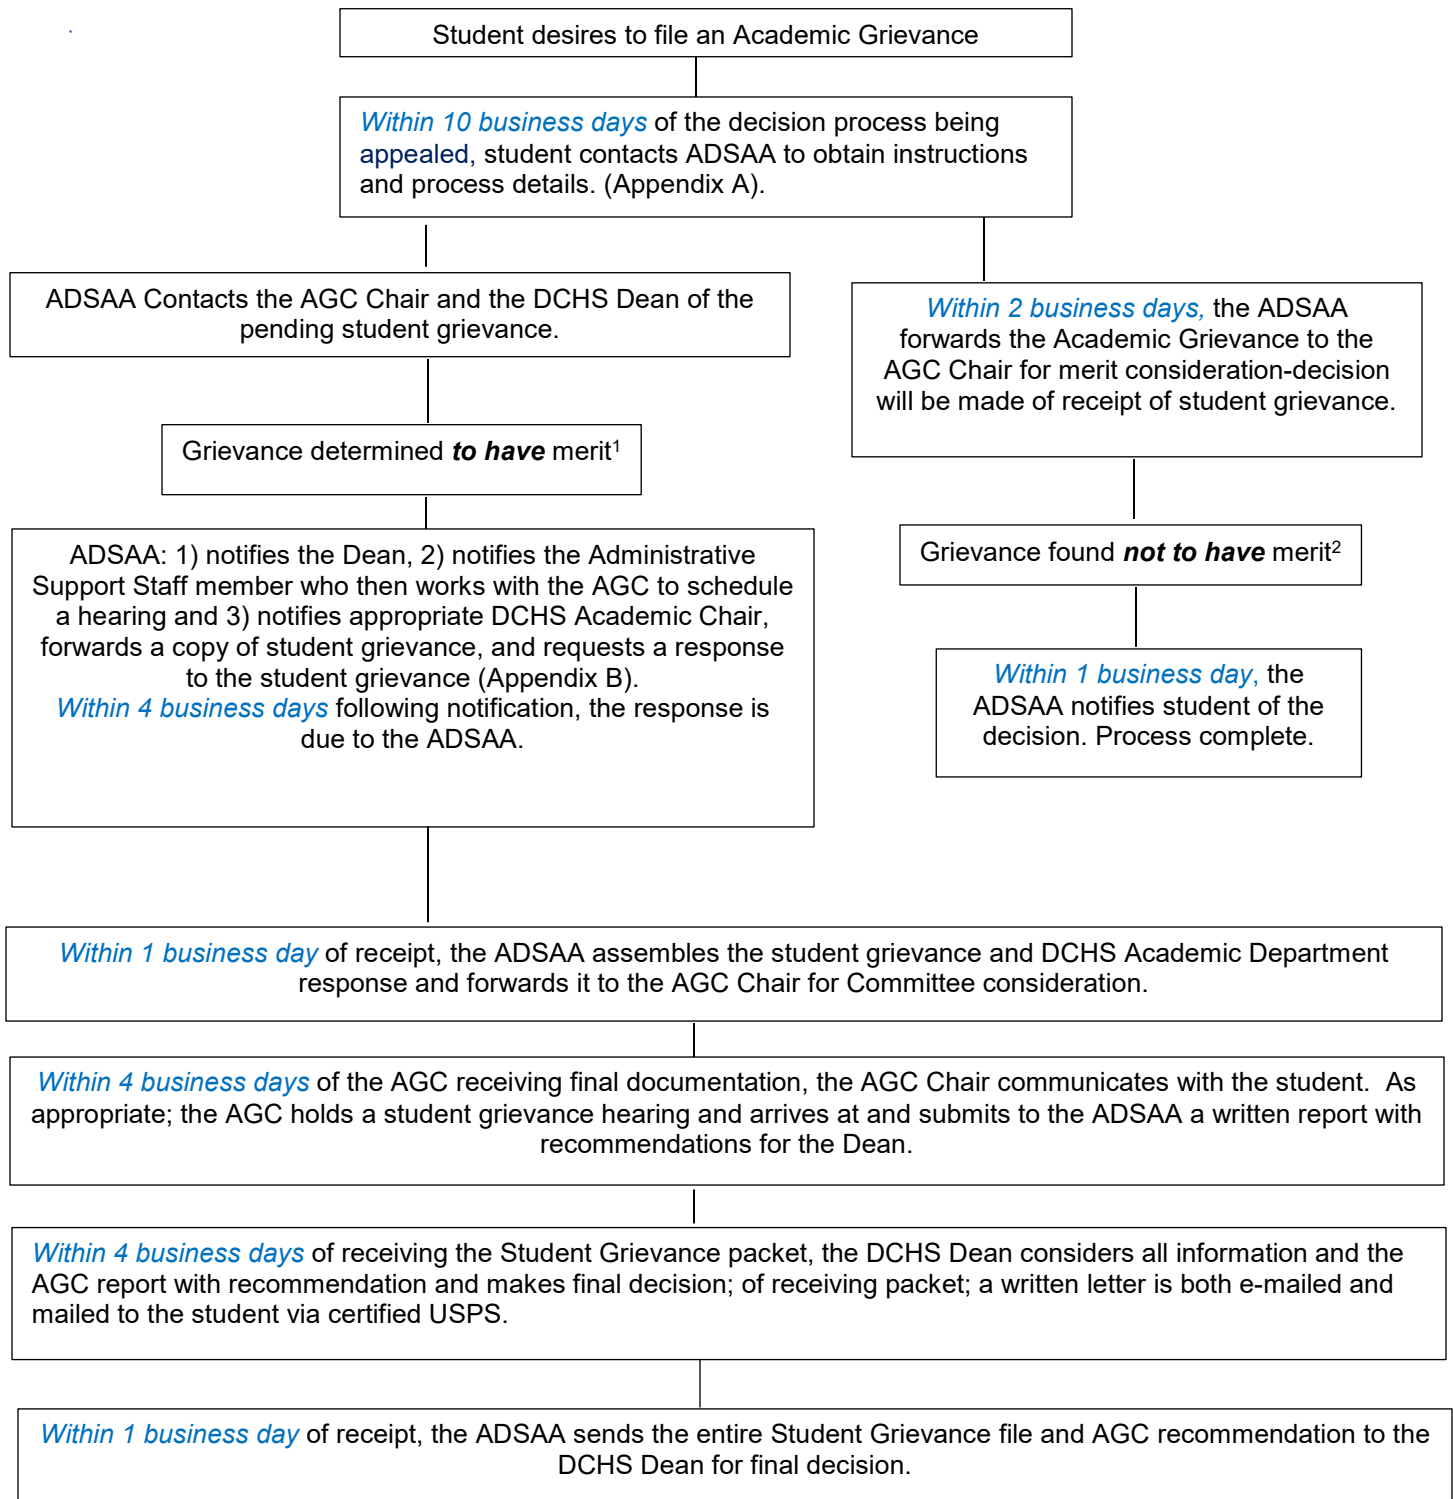 Student desires to file an Academic Grievance
Within 10 business days of the decision process being
appealed, student contacts ADSAA to obtain instructions
and process details. (Appendix A).
ADSAA Contacts the AGC Chair and the DCHS Dean of the
pending student grievance.
Within 2 business days, the ADSAA
forwards the Academic Grievance to the
AGC Chair for merit consideration-decision
will be made of receipt of student grievance.
Grievance determined to have merit¹
Grievance found not to have merit²
ADSAA: 1) notifies the Dean, 2) notifies the Administrative
Support Staff member who then works with the AGC to schedule
a hearing and 3) notifies appropriate DCHS Academic Chair,
forwards a copy of student grievance, and requests a response
to the student grievance (Appendix B).
Within 4 business days following notification, the response is
due to the ADSAA.
Within 1 business day, the
ADSAA notifies student of the
decision. Process complete.
Within 1 business day of receipt, the ADSAA assembles the student grievance and DCHS Academic Department
response and forwards it to the AGC Chair for Committee consideration.
Within 4 business days of the AGC receiving final documentation, the AGC Chair communicates with the student.  As
appropriate; the AGC holds a student grievance hearing and arrives at and submits to the ADSAA a written report with
recommendations for the Dean.
Within 4 business days of receiving the Student Grievance packet, the DCHS Dean considers all information and the
AGC report with recommendation and makes final decision; of receiving packet; a written letter is both e-mailed and
mailed to the student via certified USPS.
Within 1 business day of receipt, the ADSAA sends the entire Student Grievance file and AGC recommendation to the
DCHS Dean for final decision.